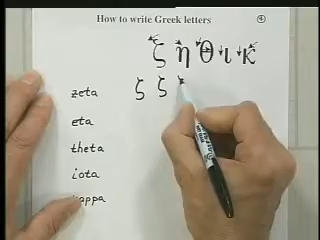 How to write Greek letters ④
ζ η θ ι κ
zeta ζ ζ
eta
theta
iota
kappa